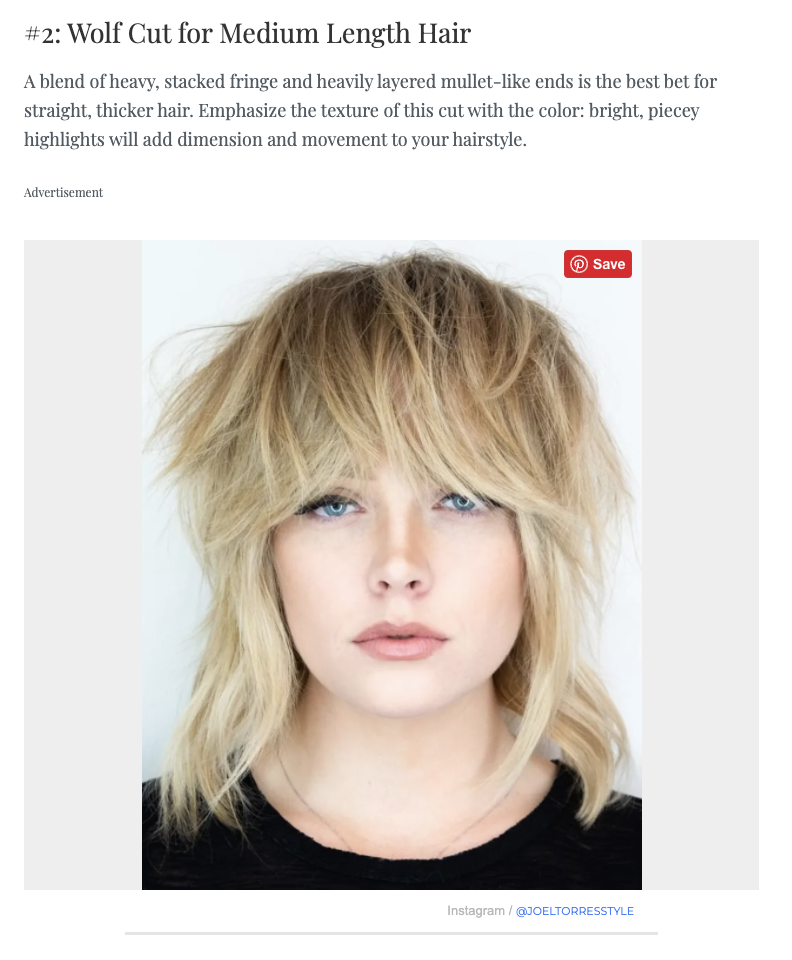 #2: Wolf Cut for Medium Length Hair
A blend of heavy, stacked fringe and heavily layered mullet-like ends is the best bet for
straight, thicker hair. Emphasize the texture of this cut with the color: bright, piecey
highlights will add dimension and movement to your hairstyle.
Advertisement
Save
Instagram / @JOELTORRESSTYLE